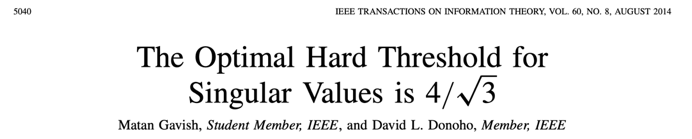 5040 IEEE TRANSACTIONS ON INFORMATION THEORY, VOL. 60, NO. 8, AUGUST 2014
The Optimal Hard Threshold for
Singular Values is 4/√3
Matan Gavish, Student Member, IEEE, and David L. Donoho, Member, IEEE